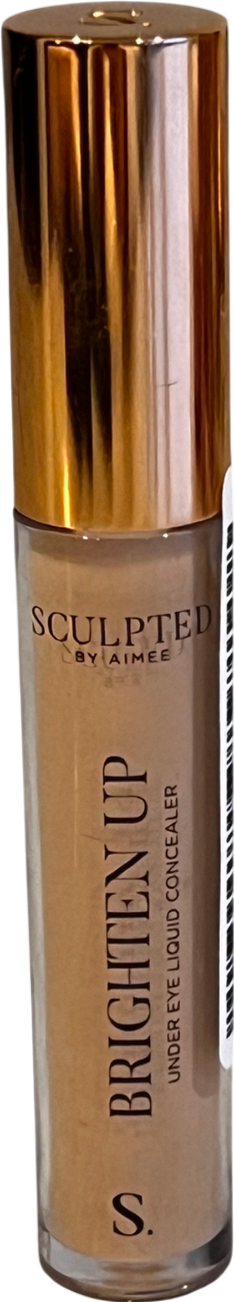 S
SCULPTED
BY AIMEE
BRIGHTEN UP
UNDER EYE LIQUID CONCEALER
S.